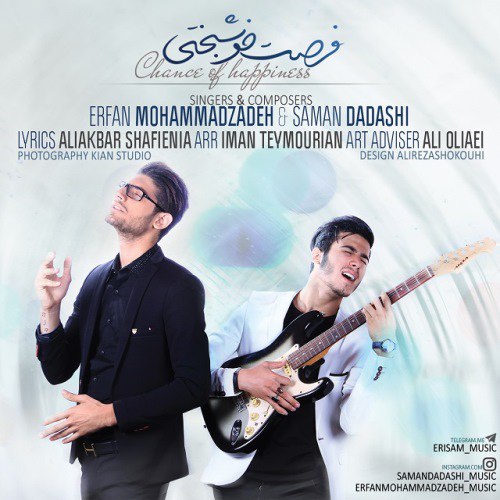 فرصت خوشبختی
Chance of happiness
SINGERS & COMPOSERS
ERFAN MOHAMMADZADEH & SAMAN DADASHI
LYRICS ALIAKBAR SHAFIENIA ARR IMAN TEYMOURIAN ART ADVISER ALI OLIAEI
PHOTOGRAPHY KIAN STUDIO DESIGN ALIREZASHOKOUHI
TELEGRAM.ME
ERISAM_MUSIC
INSTAGRAM.COM
SAMANDADASHI_MUSIC
ERFANMOHAMMADZADEH_MUSIC